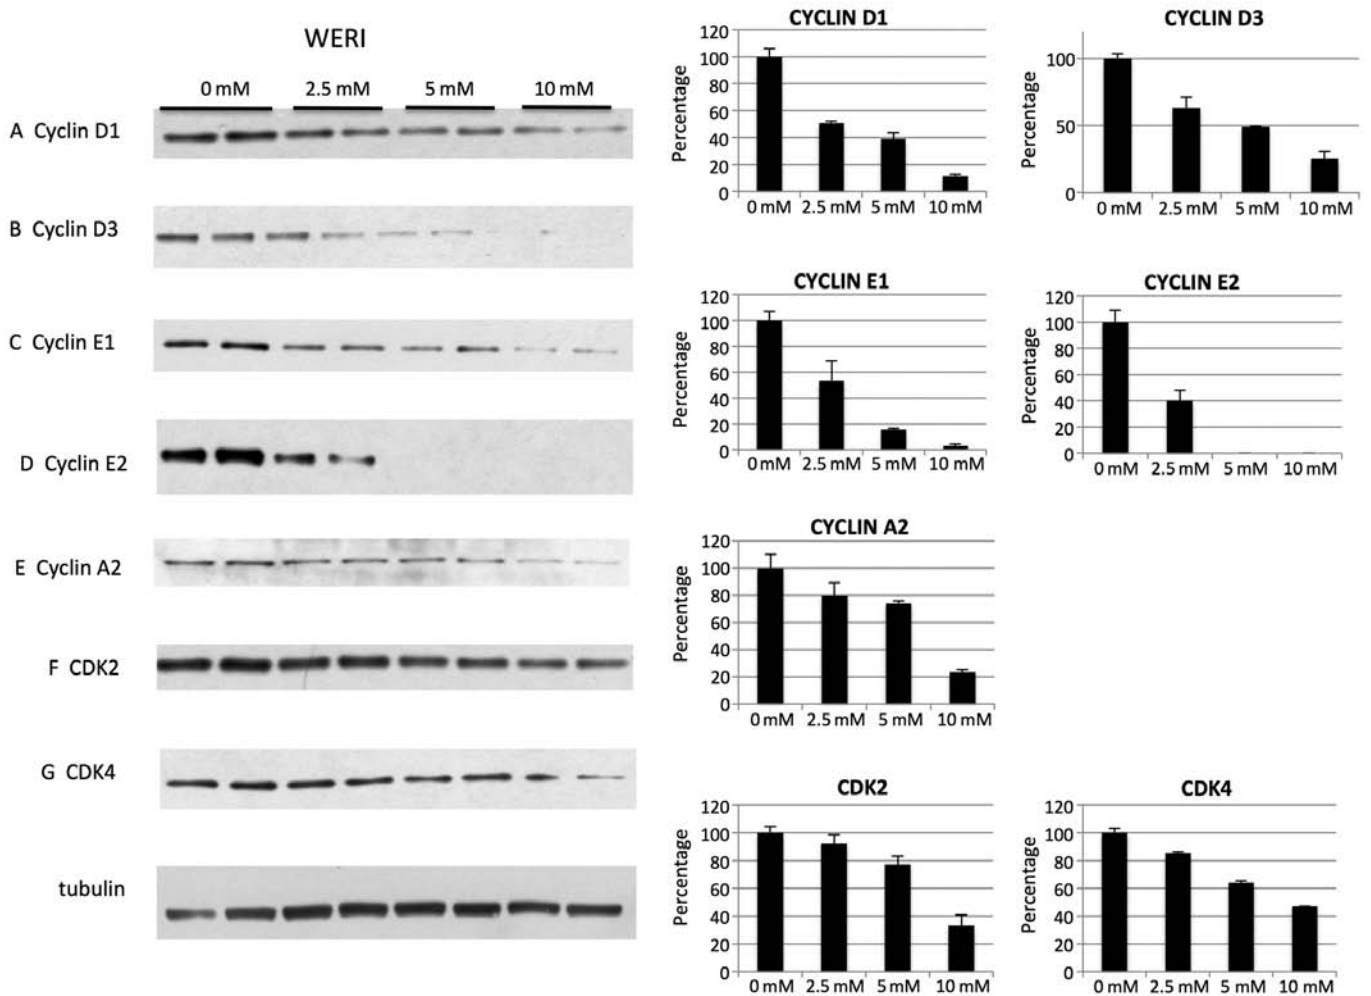 WERI
0 mM 2.5 mM 5 mM 10 mM
A Cyclin D1
B Cyclin D3
C Cyclin E1
D Cyclin E2
E Cyclin A2
F CDK2
G CDK4
tubulin
CYCLIN D1
Percentage
120
100
80
60
40
20
0
0 mM 2.5 mM 5 mM 10 mM
CYCLIN D3
Percentage
100
50
0
0 mM 2.5 mM 5 mM 10 mM
CYCLIN E1
Percentage
120
100
80
60
40
20
0
0 mM 2.5 mM 5 mM 10 mM
CYCLIN E2
Percentage
120
100
80
60
40
20
0
0 mM 2.5 mM 5 mM 10 mM
CYCLIN A2
Percentage
120
100
80
60
40
20
0
0 mM 2.5 mM 5 mM 10 mM
CDK2
Percentage
120
100
80
60
40
20
0
0 mM 2.5 mM 5 mM 10 mM
CDK4
Percentage
120
100
80
60
40
20
0
0 mM 2.5 mM 5 mM 10 mM